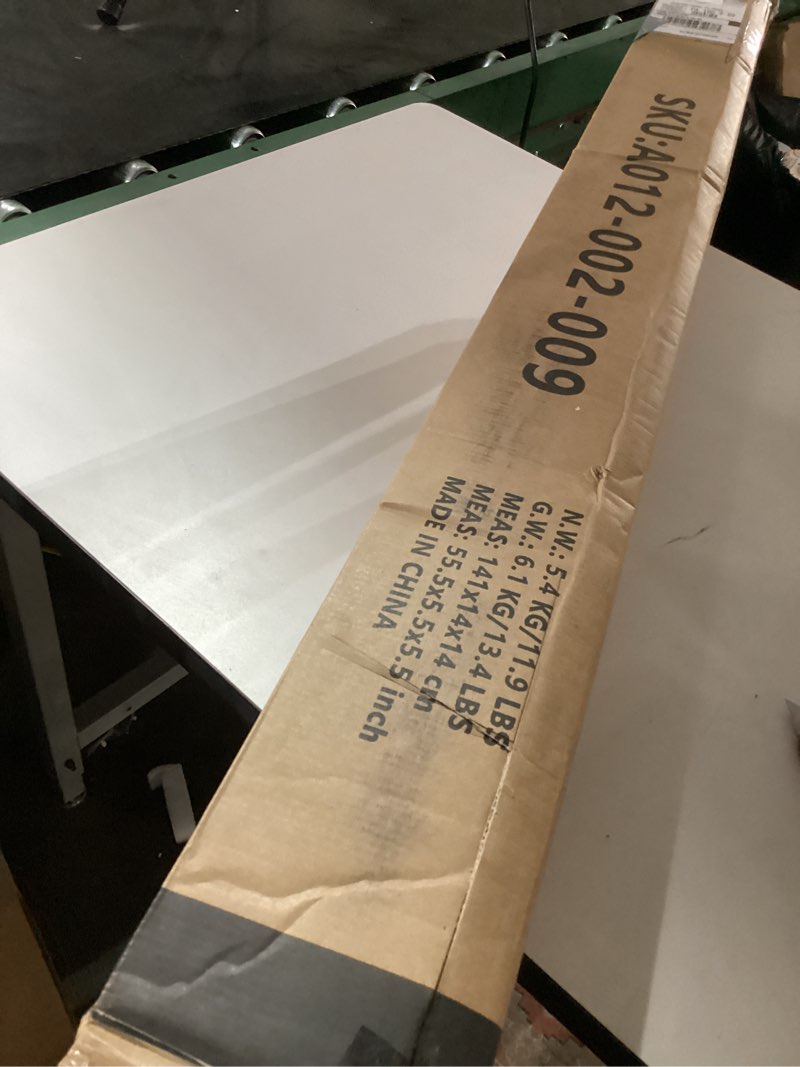 SKU:A012-002-009
N.W.: 5.4 KG/11.9 LBS
G.W.: 6.1 KG/13.4 LBS
MEAS: 141x14x14 cm
MEAS: 55.5x5.5x5.5 inch
MADE IN CHINA